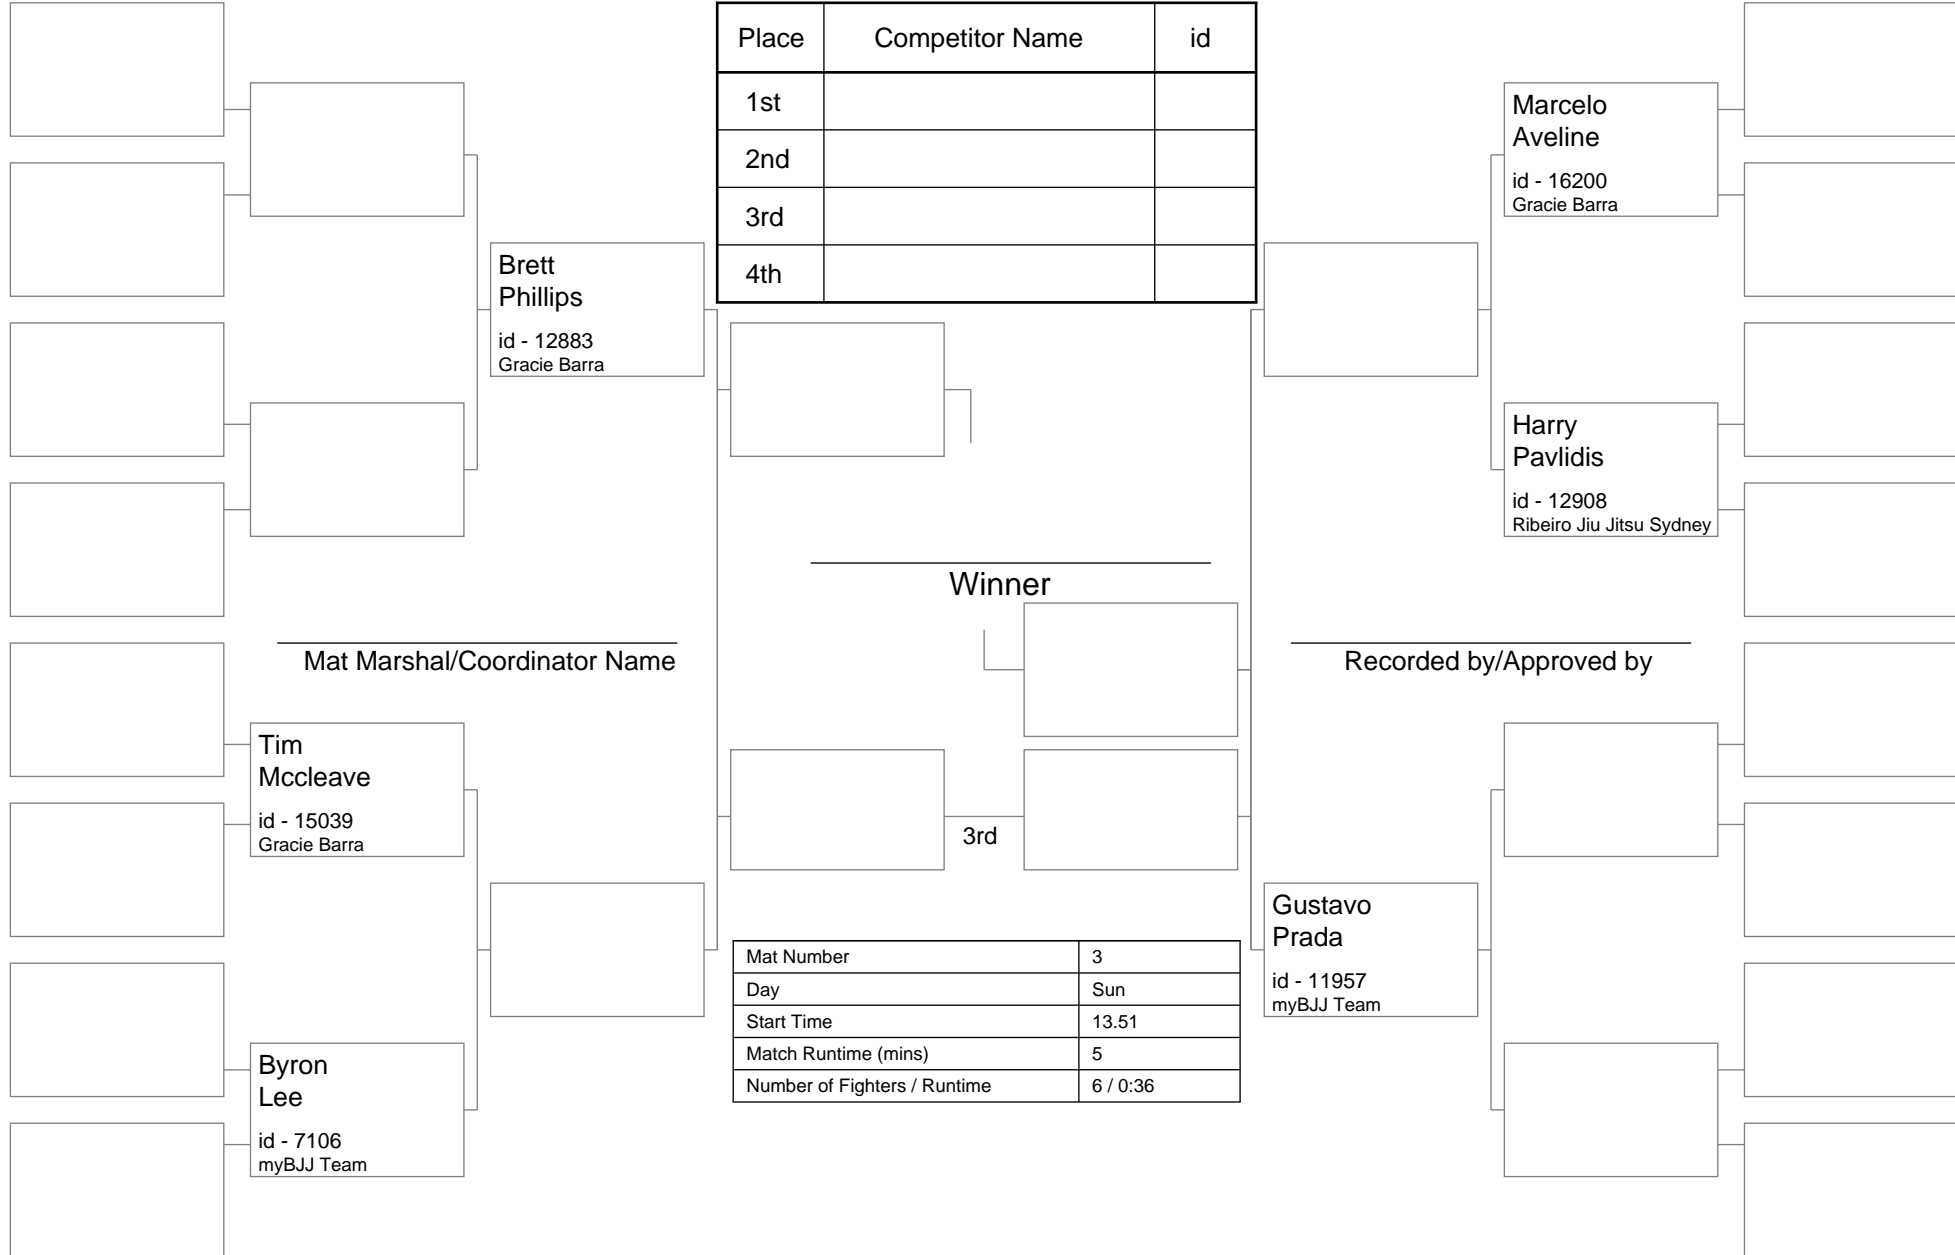 Place Competitor Name id
1st
2nd
3rd
4th
Brett
Phillips
id - 12883
Gracie Barra
Marcelo
Aveline
id - 16200
Gracie Barra
Harry
Pavlidis
id - 12908
Ribeiro Jiu Jitsu Sydney
Winner
Mat Marshal/Coordinator Name
Recorded by/Approved by
Tim
Mccleave
id - 15039
Gracie Barra
3rd
Byron
Lee
id - 7106
myBJJ Team
Gustavo
Prada
id - 11957
myBJJ Team
Mat Number 3
Day Sun
Start Time 13.51
Match Runtime (mins) 5
Number of Fighters / Runtime 6 / 0:36